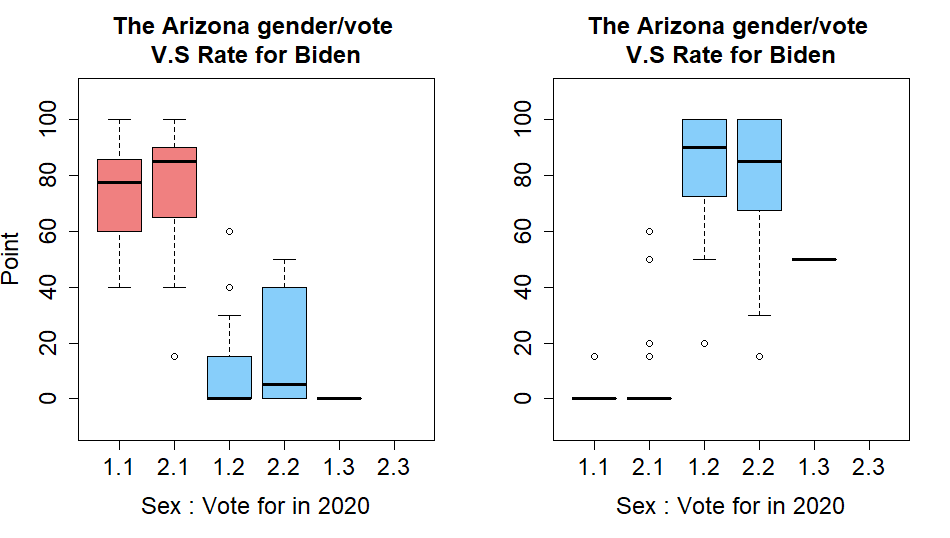 The Arizona gender/vote
V.S Rate for Biden
Point
100
80
60
40
20
0
1.1 2.1 1.2 2.2 1.3 2.3
Sex : Vote for in 2020
The Arizona gender/vote
V.S Rate for Biden
100
80
60
40
20
0
1.1 2.1 1.2 2.2 1.3 2.3
Sex : Vote for in 2020